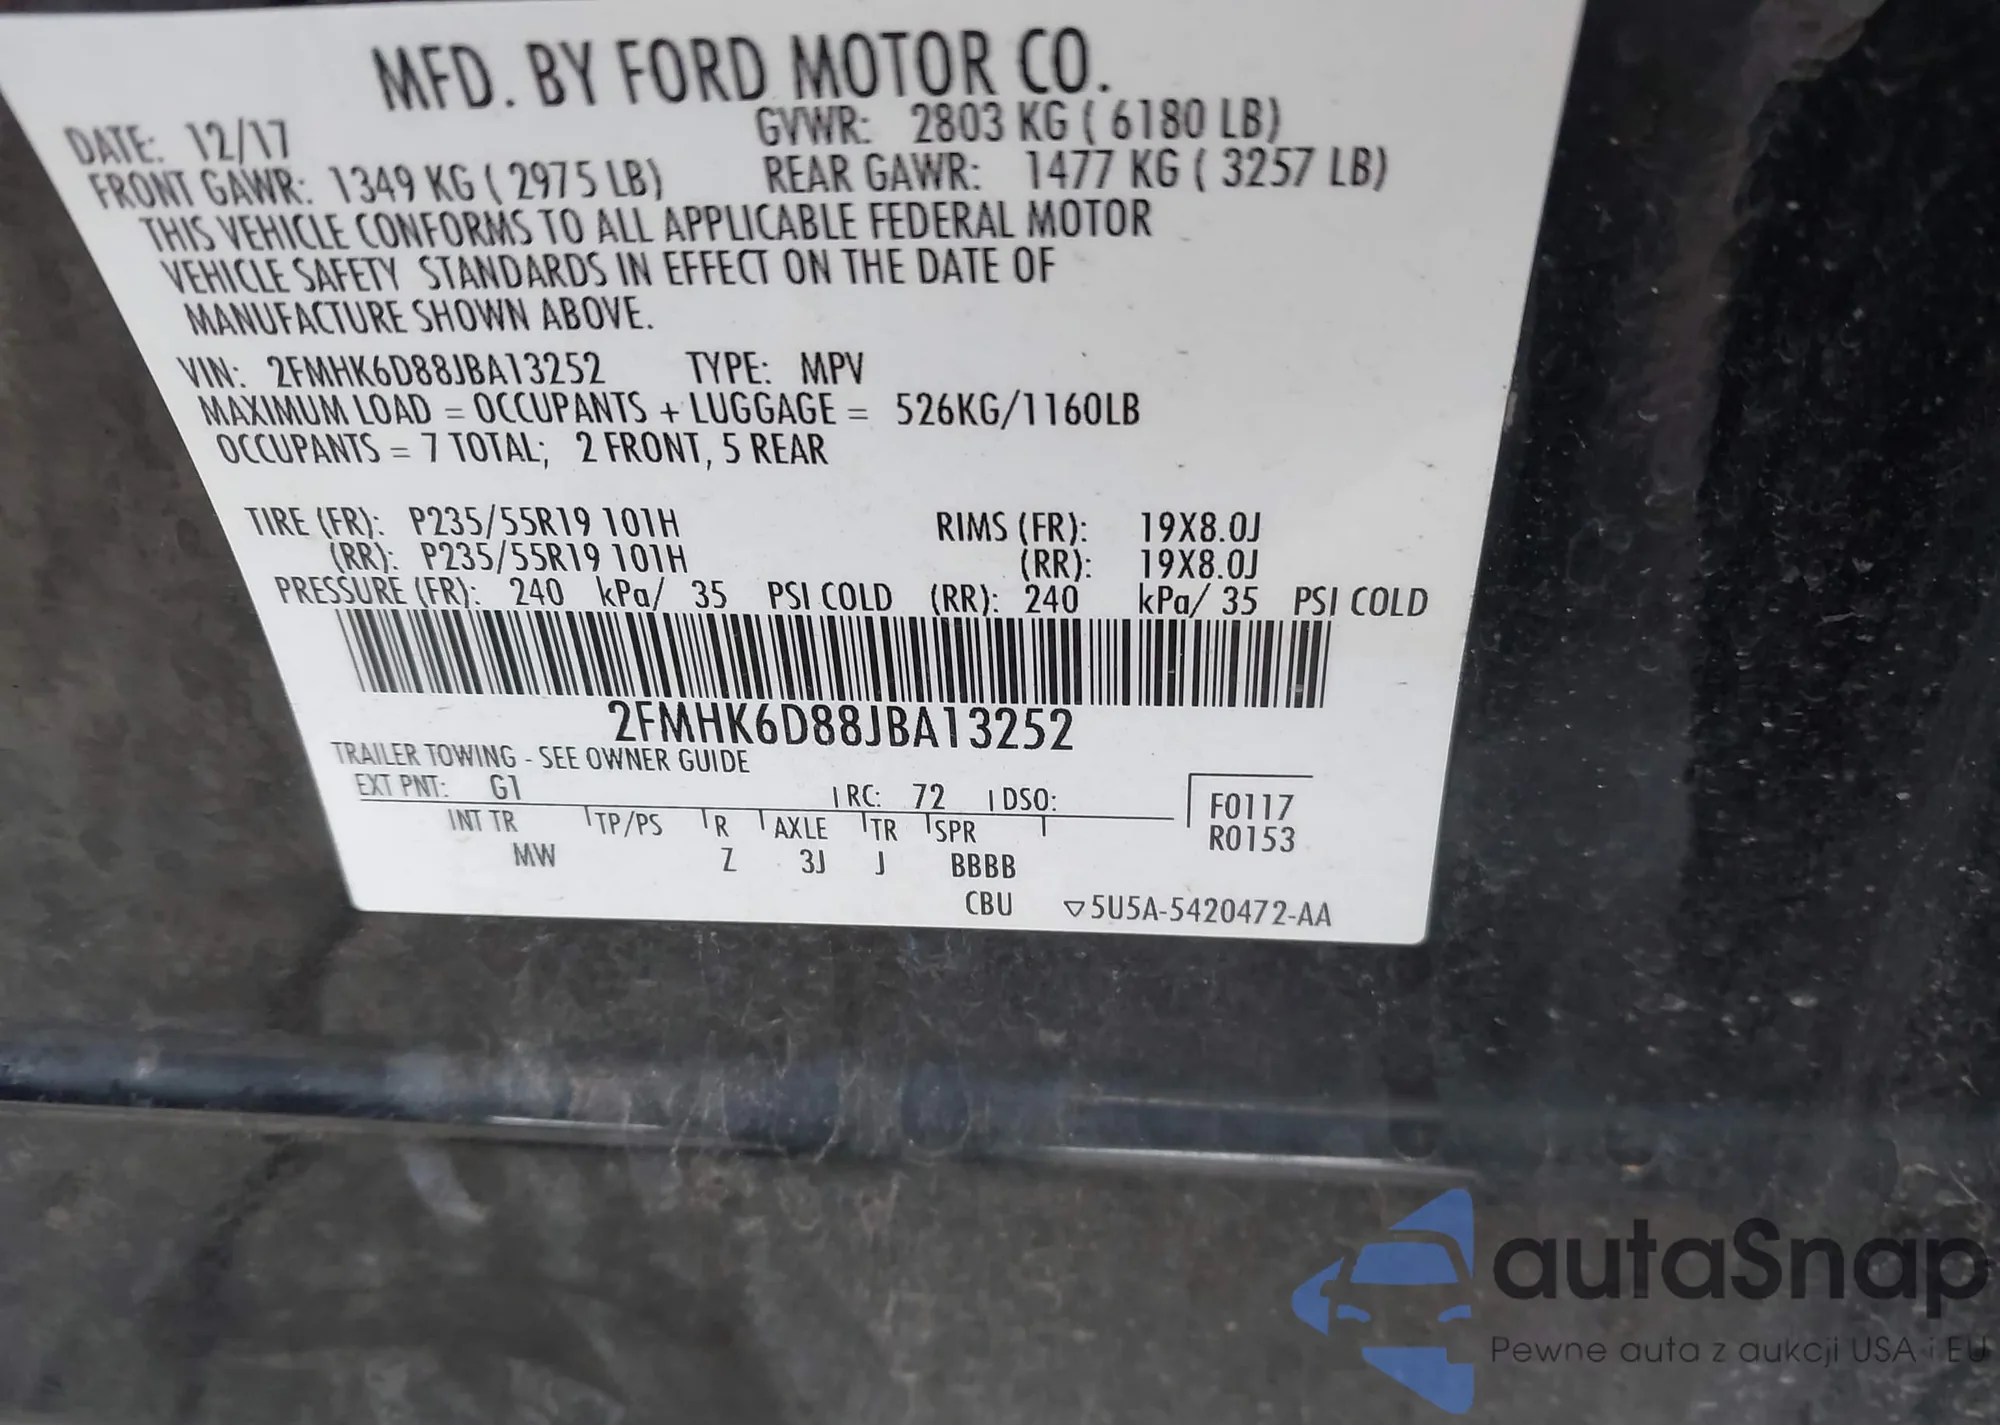 MFD. BY FORD MOTOR CO.
DATE: 12/17 GVWR: 2803 KG ( 6180 LB)
FRONT GAWR: 1349 KG ( 2975 LB) REAR GAWR: 1477 KG ( 3257 LB)
THIS VEHICLE CONFORMS TO ALL APPLICABLE FEDERAL MOTOR
VEHICLE SAFETY STANDARDS IN EFFECT ON THE DATE OF
MANUFACTURE SHOWN ABOVE.
VIN: 2FMHK6D88JBA13252 TYPE: MPV
MAXIMUM LOAD = OCCUPANTS + LUGGAGE = 526KG/1160LB
OCCUPANTS = 7 TOTAL; 2 FRONT, 5 REAR
TIRE (FR): P235/55R19 101H RIMS (FR): 19X8.0J
(RR): P235/55R19 101H (RR): 19X8.0J
PRESSURE (FR): 240 kPa/ 35 PSI COLD (RR): 240 kPa/ 35 PSI COLD
2FMHK6D88JBA13252
TRAILER TOWING - SEE OWNER GUIDE
EXT PNT: G1 RC: 72 DSO: F0117
INT TR TP/PS R AXLE TR SPR R0153
MW Z 3J J BBBB
CBU ▽5U5A-5420472-AA
autaSnap
Pewne auta z aukcji USA i EU